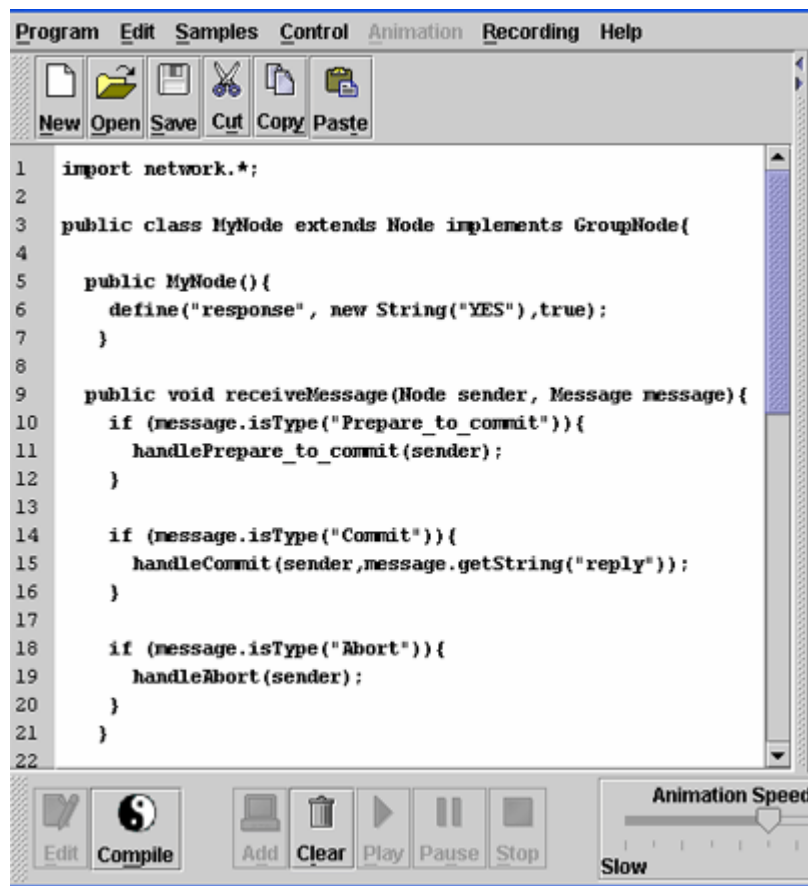 Program Edit Samples Control Animation Recording Help
New Open Save Cut Copy Paste
1 import network.*;
2
3 public class MyNode extends Node implements GroupNode{
4
5 public MyNode(){
6 define("response", new String("YES"),true);
7 }
8
9 public void receiveMessage(Node sender, Message message){
10 if (message.isType("Prepare_to_commit")){
11 handlePrepare_to_commit(sender);
12 }
13
14 if (message.isType("Commit")){
15 handleCommit(sender,message.getString("reply"));
16 }
17
18 if (message.isType("Abort")){
19 handleAbort(sender);
20 }
21 }
22
Animation Speed
Edit Compile Add Clear Play Pause Stop
Slow